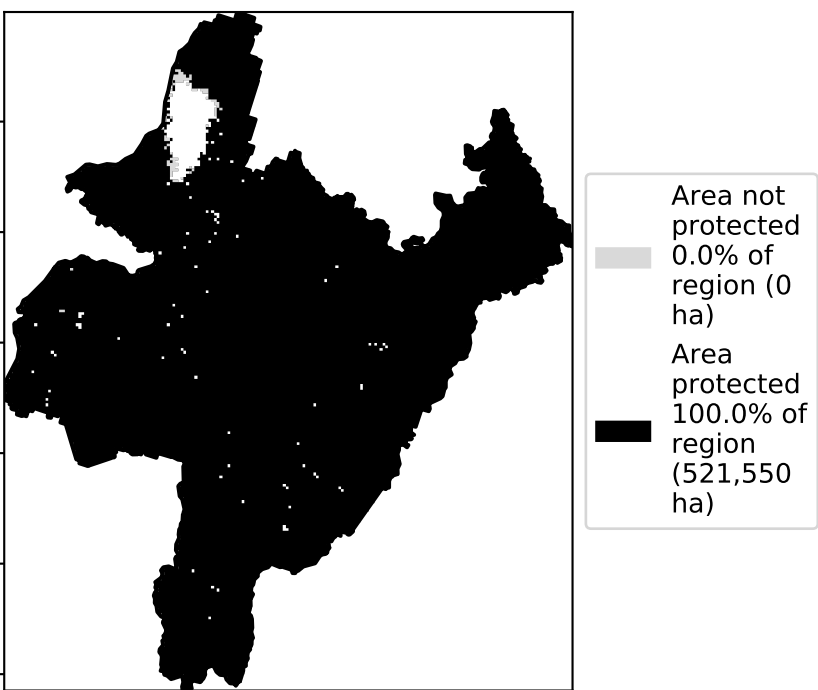 Area not
protected
0.0% of
region (0
ha)
Area
protected
100.0% of
region
(521,550
ha)